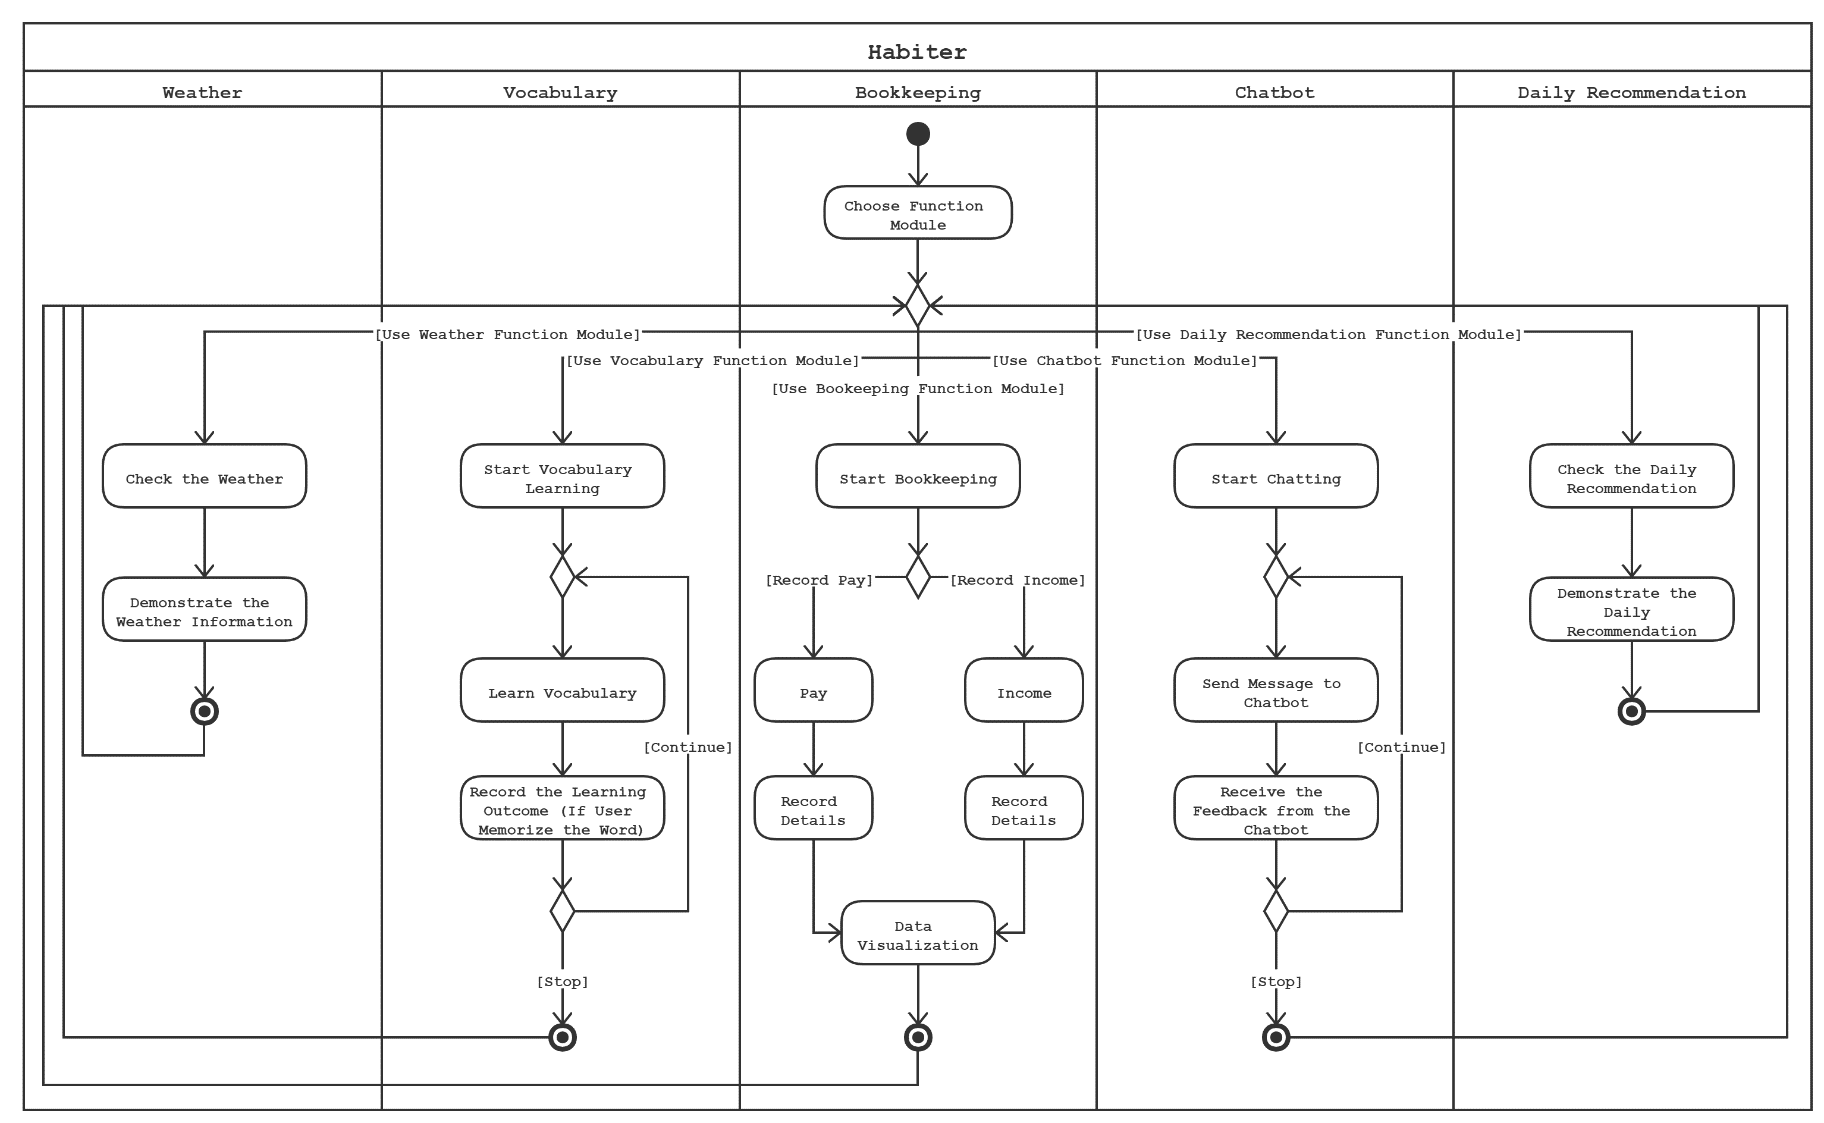 Habiter
Weather
Vocabulary
Bookkeeping
Chatbot
Daily Recommendation
Choose Function
Module
[Use Weather Function Module]
[Use Daily Recommendation Function Module]
[Use Vocabulary Function Module]
[Use Chatbot Function Module]
[Use Bookeeping Function Module]
Check the Weather
Start Vocabulary
Learning
Start Bookkeeping
Start Chatting
Check the Daily
Recommendation
[Record Pay]
[Record Income]
Demonstrate the
Weather Information
Demonstrate the
Daily
Recommendation
Learn Vocabulary
Pay
Income
Send Message to
Chatbot
[Continue]
[Continue]
Record the Learning
Outcome (If User
Memorize the Word)
Record
Details
Record
Details
Receive the
Feedback from the
Chatbot
Data
Visualization
[Stop]
[Stop]